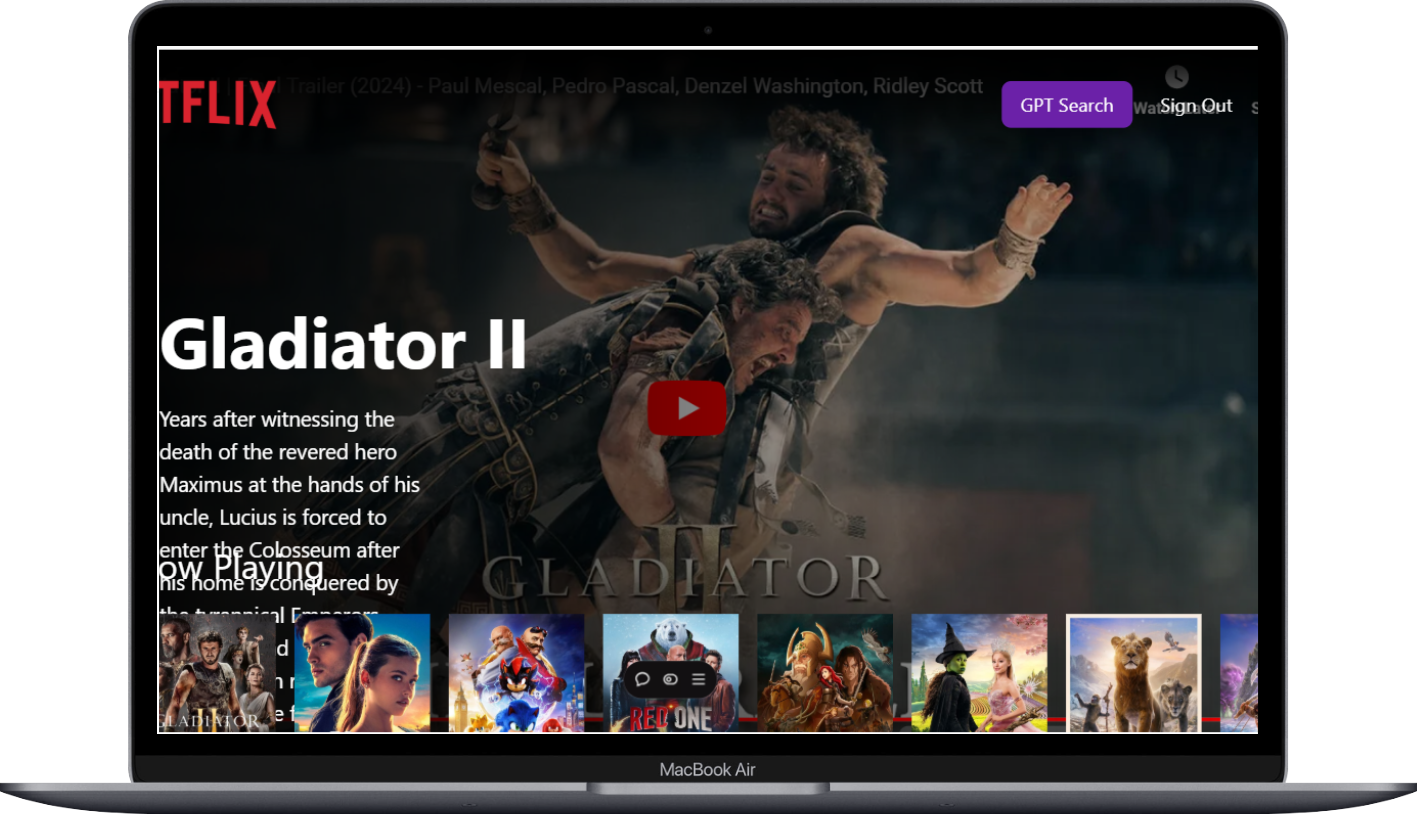 TFLIX
Trailer (2024) - Paul Mescal, Pedro Pascal, Denzel Washington, Ridley Scott
GPT Search
Sign Out
Gladiator II
Years after witnessing the
death of the revered hero
Maximus at the hands of his
uncle, Lucius is forced to
enter the Colosseum after
ow Playing
his home is conquered by
the tyrannical Emperors
II
GLADIATOR
GLADIATOR
II
RED ONE
MacBook Air